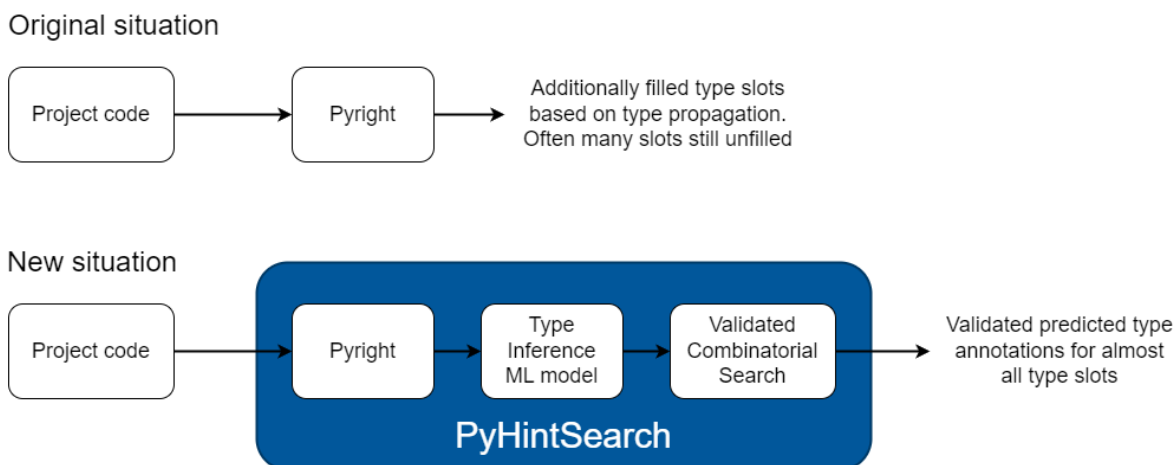 Original situation
Project code
Pyright
Additionally filled type slots
based on type propagation.
Often many slots still unfilled
New situation
Project code
Pyright
Type
Inference
ML model
Validated
Combinatorial
Search
Validated predicted type
annotations for almost
all type slots
PyHintSearch